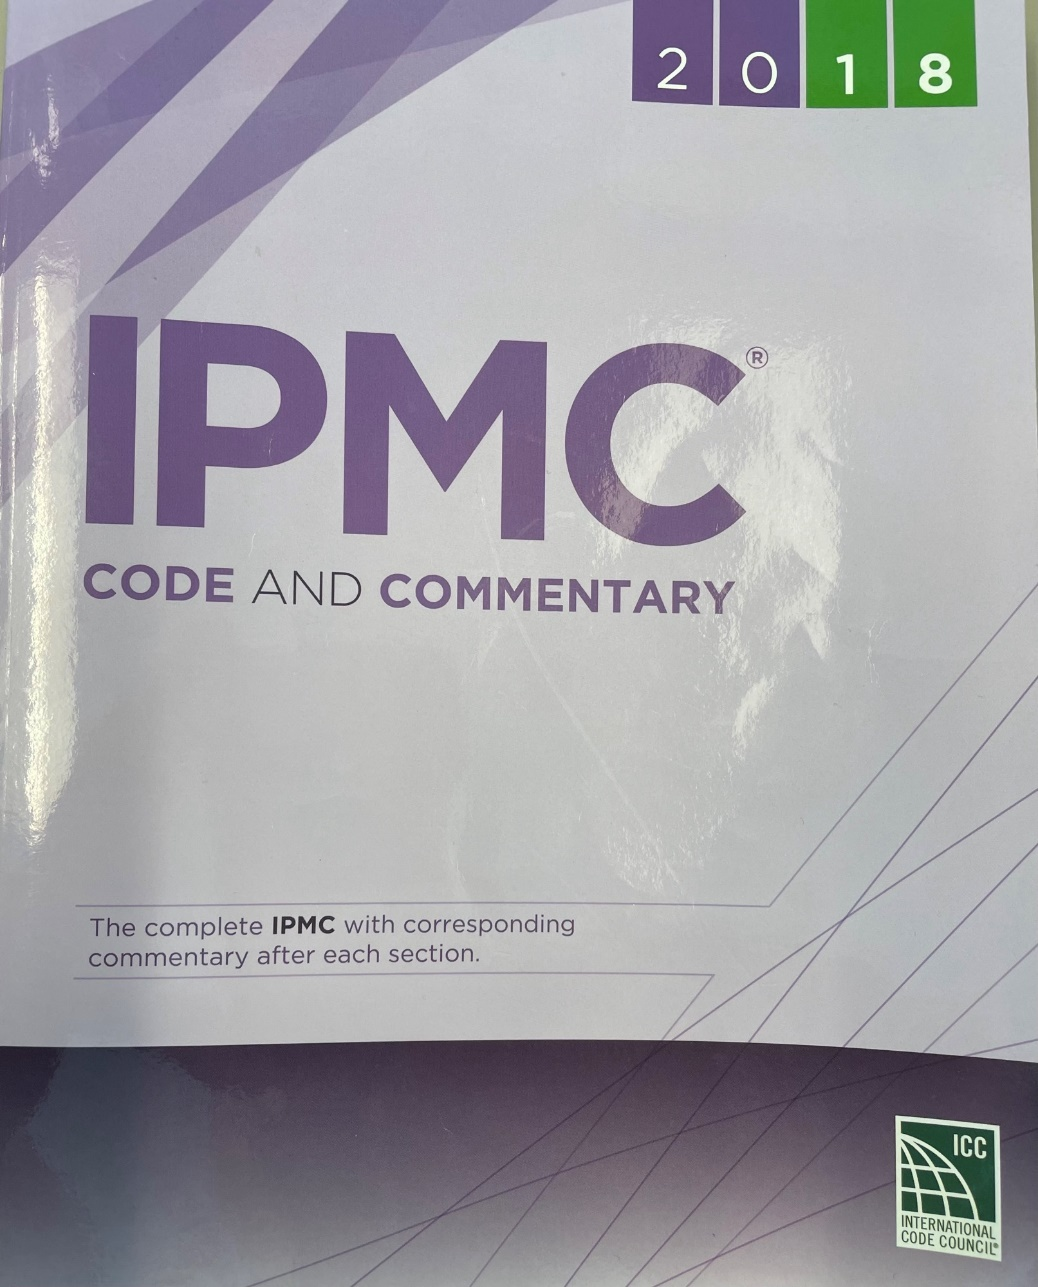 2018
IPMC®
CODE AND COMMENTARY
The complete IPMC with corresponding
commentary after each section.
ICC
INTERNATIONAL
CODE COUNCIL®